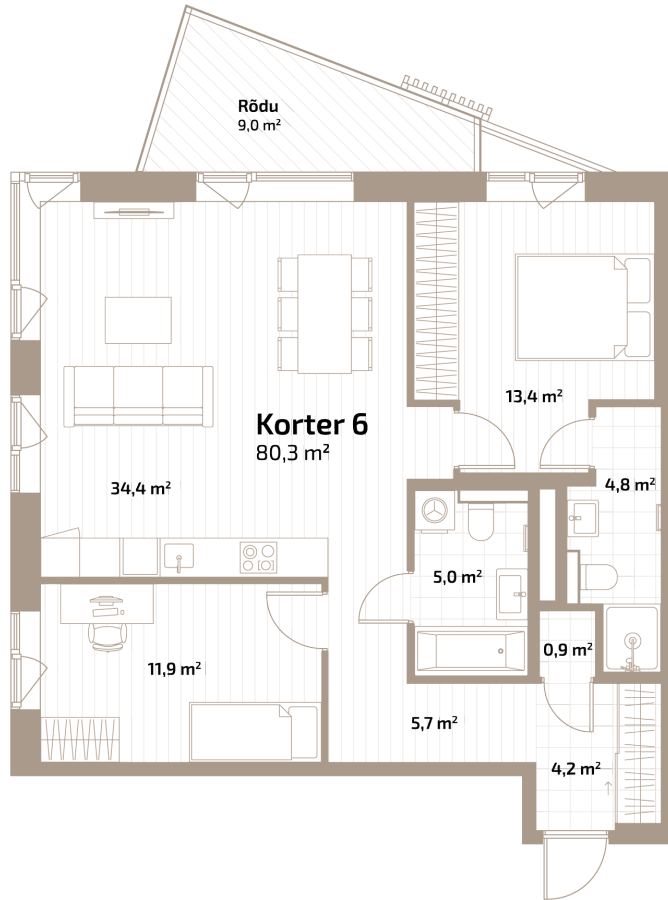 Rõdu
9,0 m²
13,4 m²
Korter 6
80,3 m²
34,4 m²
4,8 m²
5,0 m²
0,9 m²
11,9 m²
5,7 m²
4,2 m²